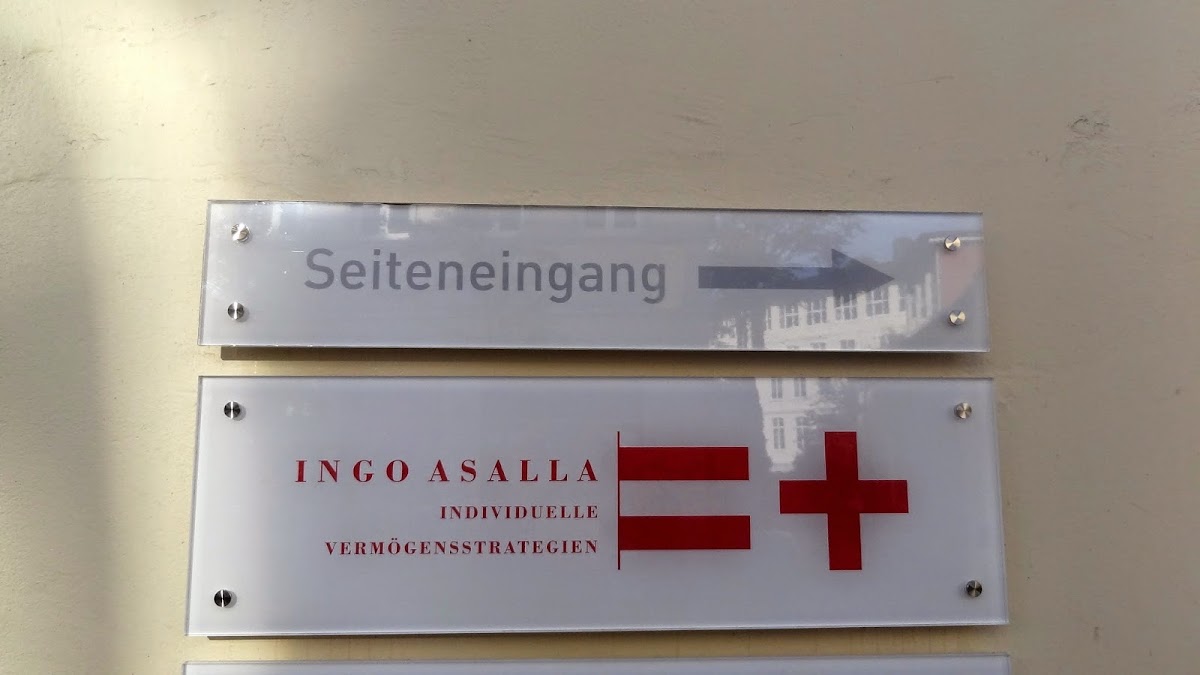 Seiteneingang
INGO ASALLA
INDIVIDUELLE
VERMÖGENSSTRATEGIEN